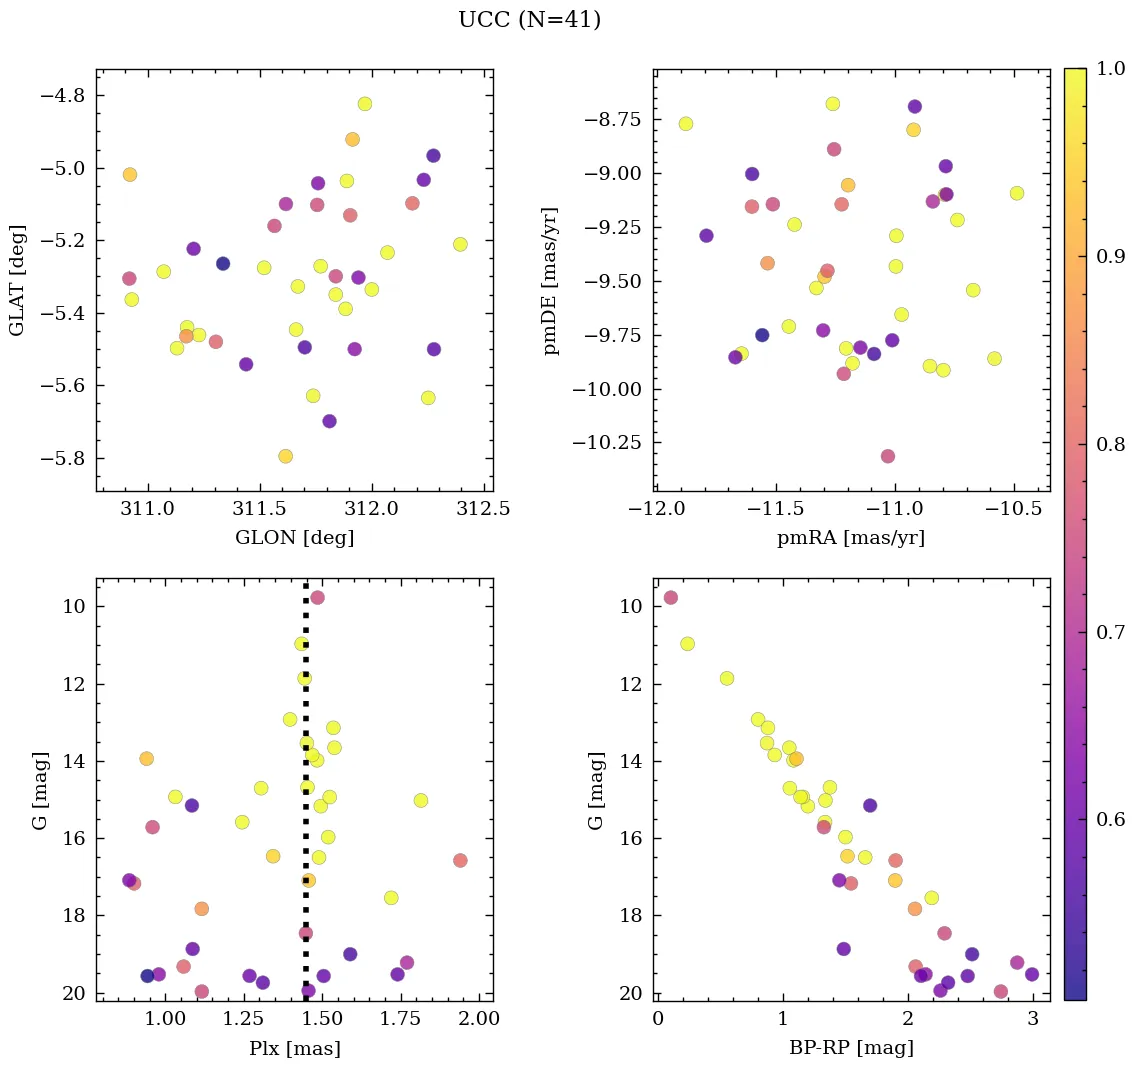 UCC (N=41)
−4.8
−5.0
−5.2
−5.4
−5.6
−5.8
GLAT [deg]
311.0 311.5 312.0 312.5
GLON [deg]
−8.75
−9.00
−9.25
−9.50
−9.75
−10.00
−10.25
pmDE [mas/yr]
−12.0 −11.5 −11.0 −10.5
pmRA [mas/yr]
1.0
0.9
0.8
0.7
0.6
10
12
14
16
18
20
G [mag]
1.00 1.25 1.50 1.75 2.00
Plx [mas]
10
12
14
16
18
20
G [mag]
0 1 2 3
BP-RP [mag]